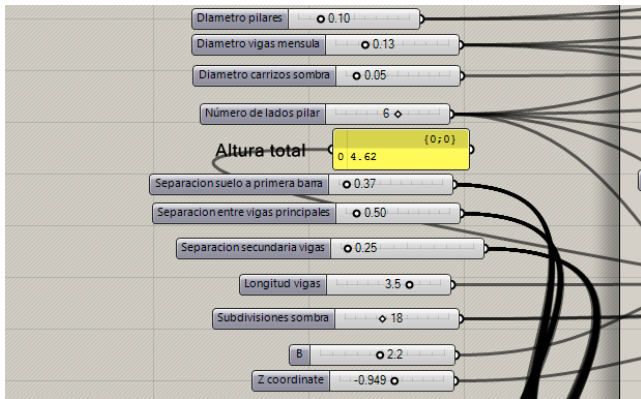 DIametro pilares 0.10
Diametro vigas mensula 0.13
Diametro carrizos sombra 0.05
Número de lados pilar 6
Altura total
{0;0}
0 4.62
Separacion suelo a primera barra 0.37
Separacion entre vigas principales 0.50
Separacion secundaria vigas 0.25
Longitud vigas 3.5
Subdivisiones sombra 18
B 2.2
Z coordinate -0.949